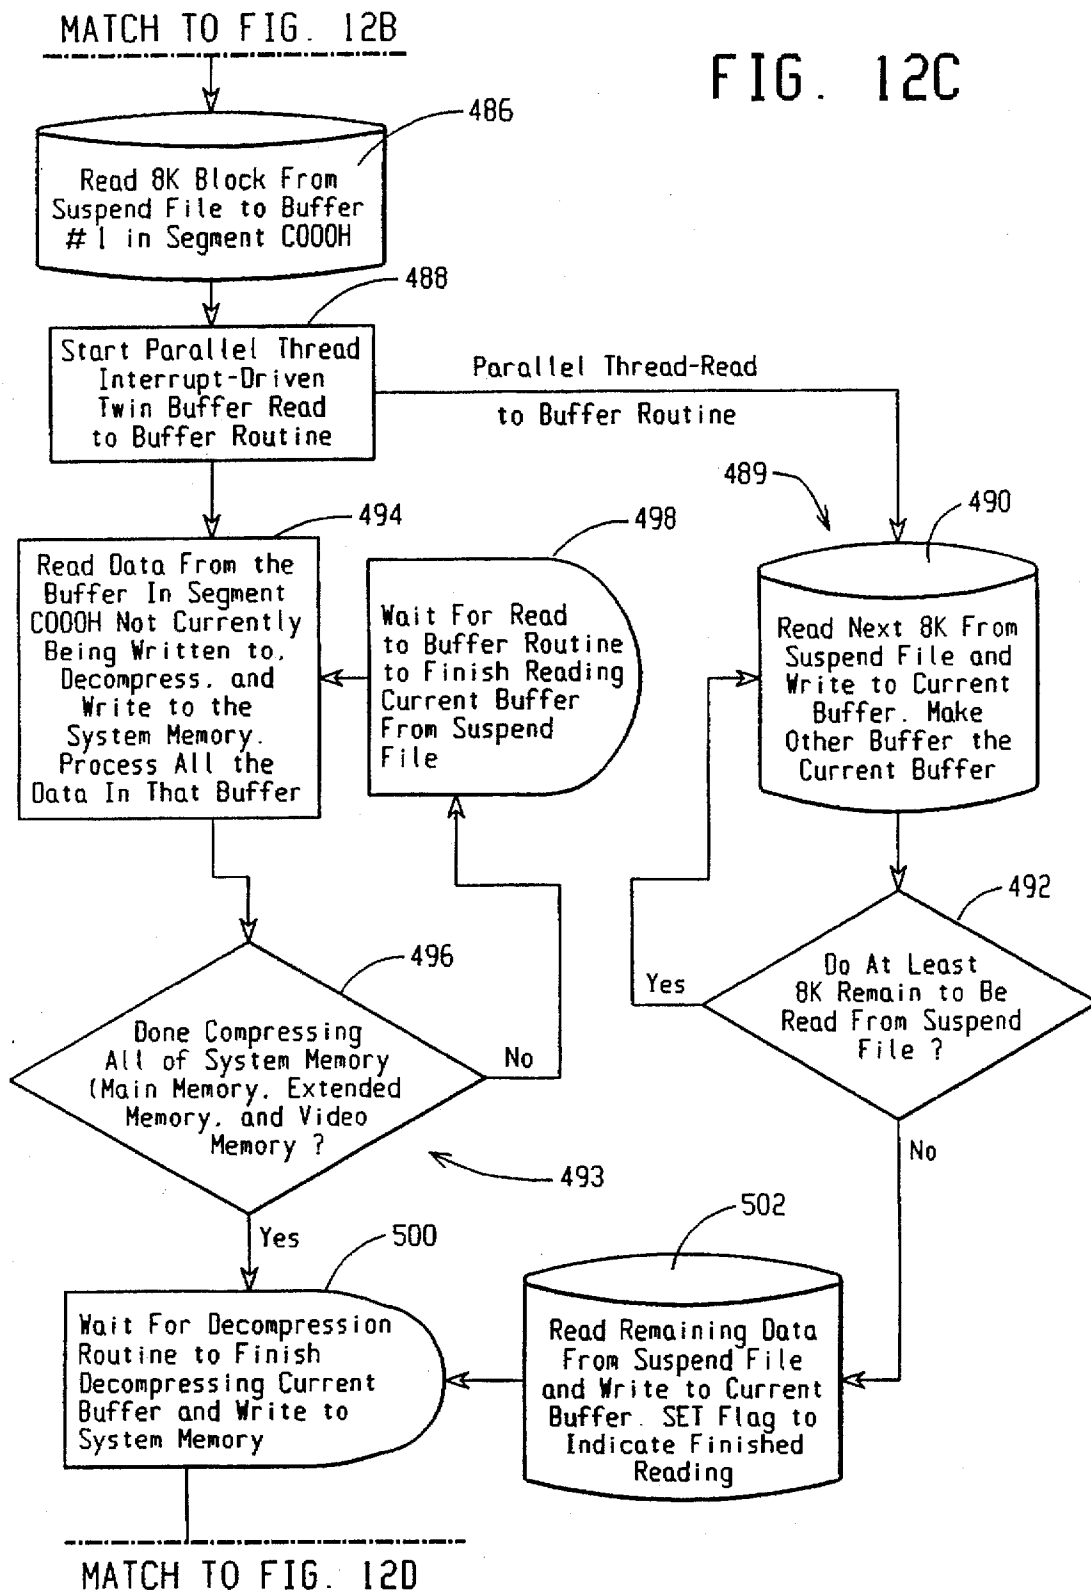 MATCH TO FIG. 12B
FIG. 12C
486
Read 8K Block From
Suspend File to Buffer
#1 in Segment C000H
488
Start Parallel Thread
Interrupt-Driven
Twin Buffer Read
to Buffer Routine
Parallel Thread-Read
to Buffer Routine
489
490
494
498
Read Data From the
Buffer In Segment
C000H Not Currently
Being Written to,
Decompress, and
Write to the
System Memory.
Process All the
Data In That Buffer
Wait For Read
to Buffer Routine
to Finish Reading
Current Buffer
From Suspend
File
Read Next 8K From
Suspend File and
Write to Current
Buffer. Make
Other Buffer the
Current Buffer
492
Do At Least
8K Remain to Be
Read From Suspend
File ?
Yes
No
496
Done Compressing
All of System Memory
(Main Memory, Extended
Memory, and Video
Memory ?
No
493
Yes
500
502
Wait For Decompression
Routine to Finish
Decompressing Current
Buffer and Write to
System Memory
Read Remaining Data
From Suspend File
and Write to Current
Buffer. SET Flag to
Indicate Finished
Reading
MATCH TO FIG. 12D